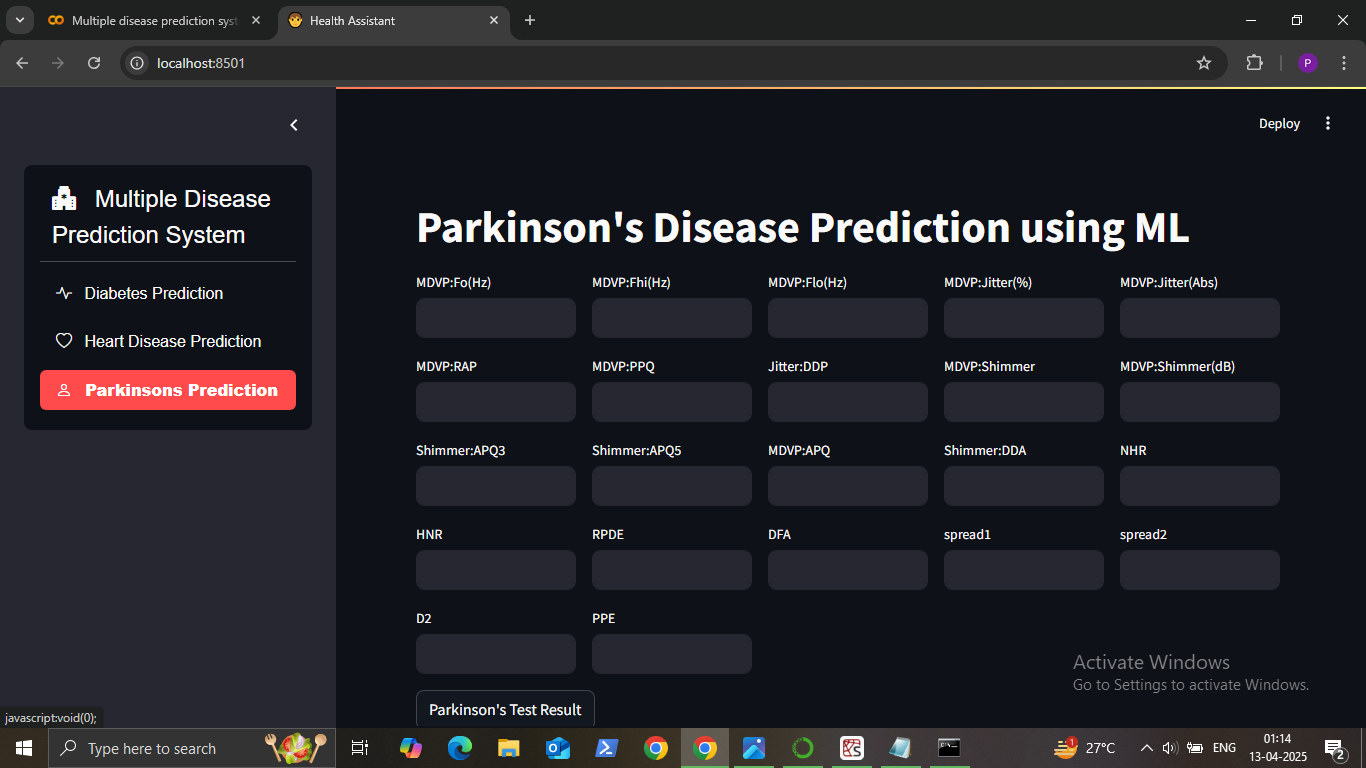 Multiple disease prediction syst
Health Assistant
localhost:8501
P
Deploy
Multiple Disease
Prediction System
Diabetes Prediction
Heart Disease Prediction
Parkinsons Prediction
Parkinson's Disease Prediction using ML
MDVP:Fo(Hz) MDVP:Fhi(Hz) MDVP:Flo(Hz) MDVP:Jitter(%) MDVP:Jitter(Abs)
MDVP:RAP MDVP:PPQ Jitter:DDP MDVP:Shimmer MDVP:Shimmer(dB)
Shimmer:APQ3 Shimmer:APQ5 MDVP:APQ Shimmer:DDA NHR
HNR RPDE DFA spread1 spread2
D2 PPE
Parkinson's Test Result
Activate Windows
Go to Settings to activate Windows.
javascript:void(0);
Type here to search
1
27°C
ENG
01:14
13-04-2025
2